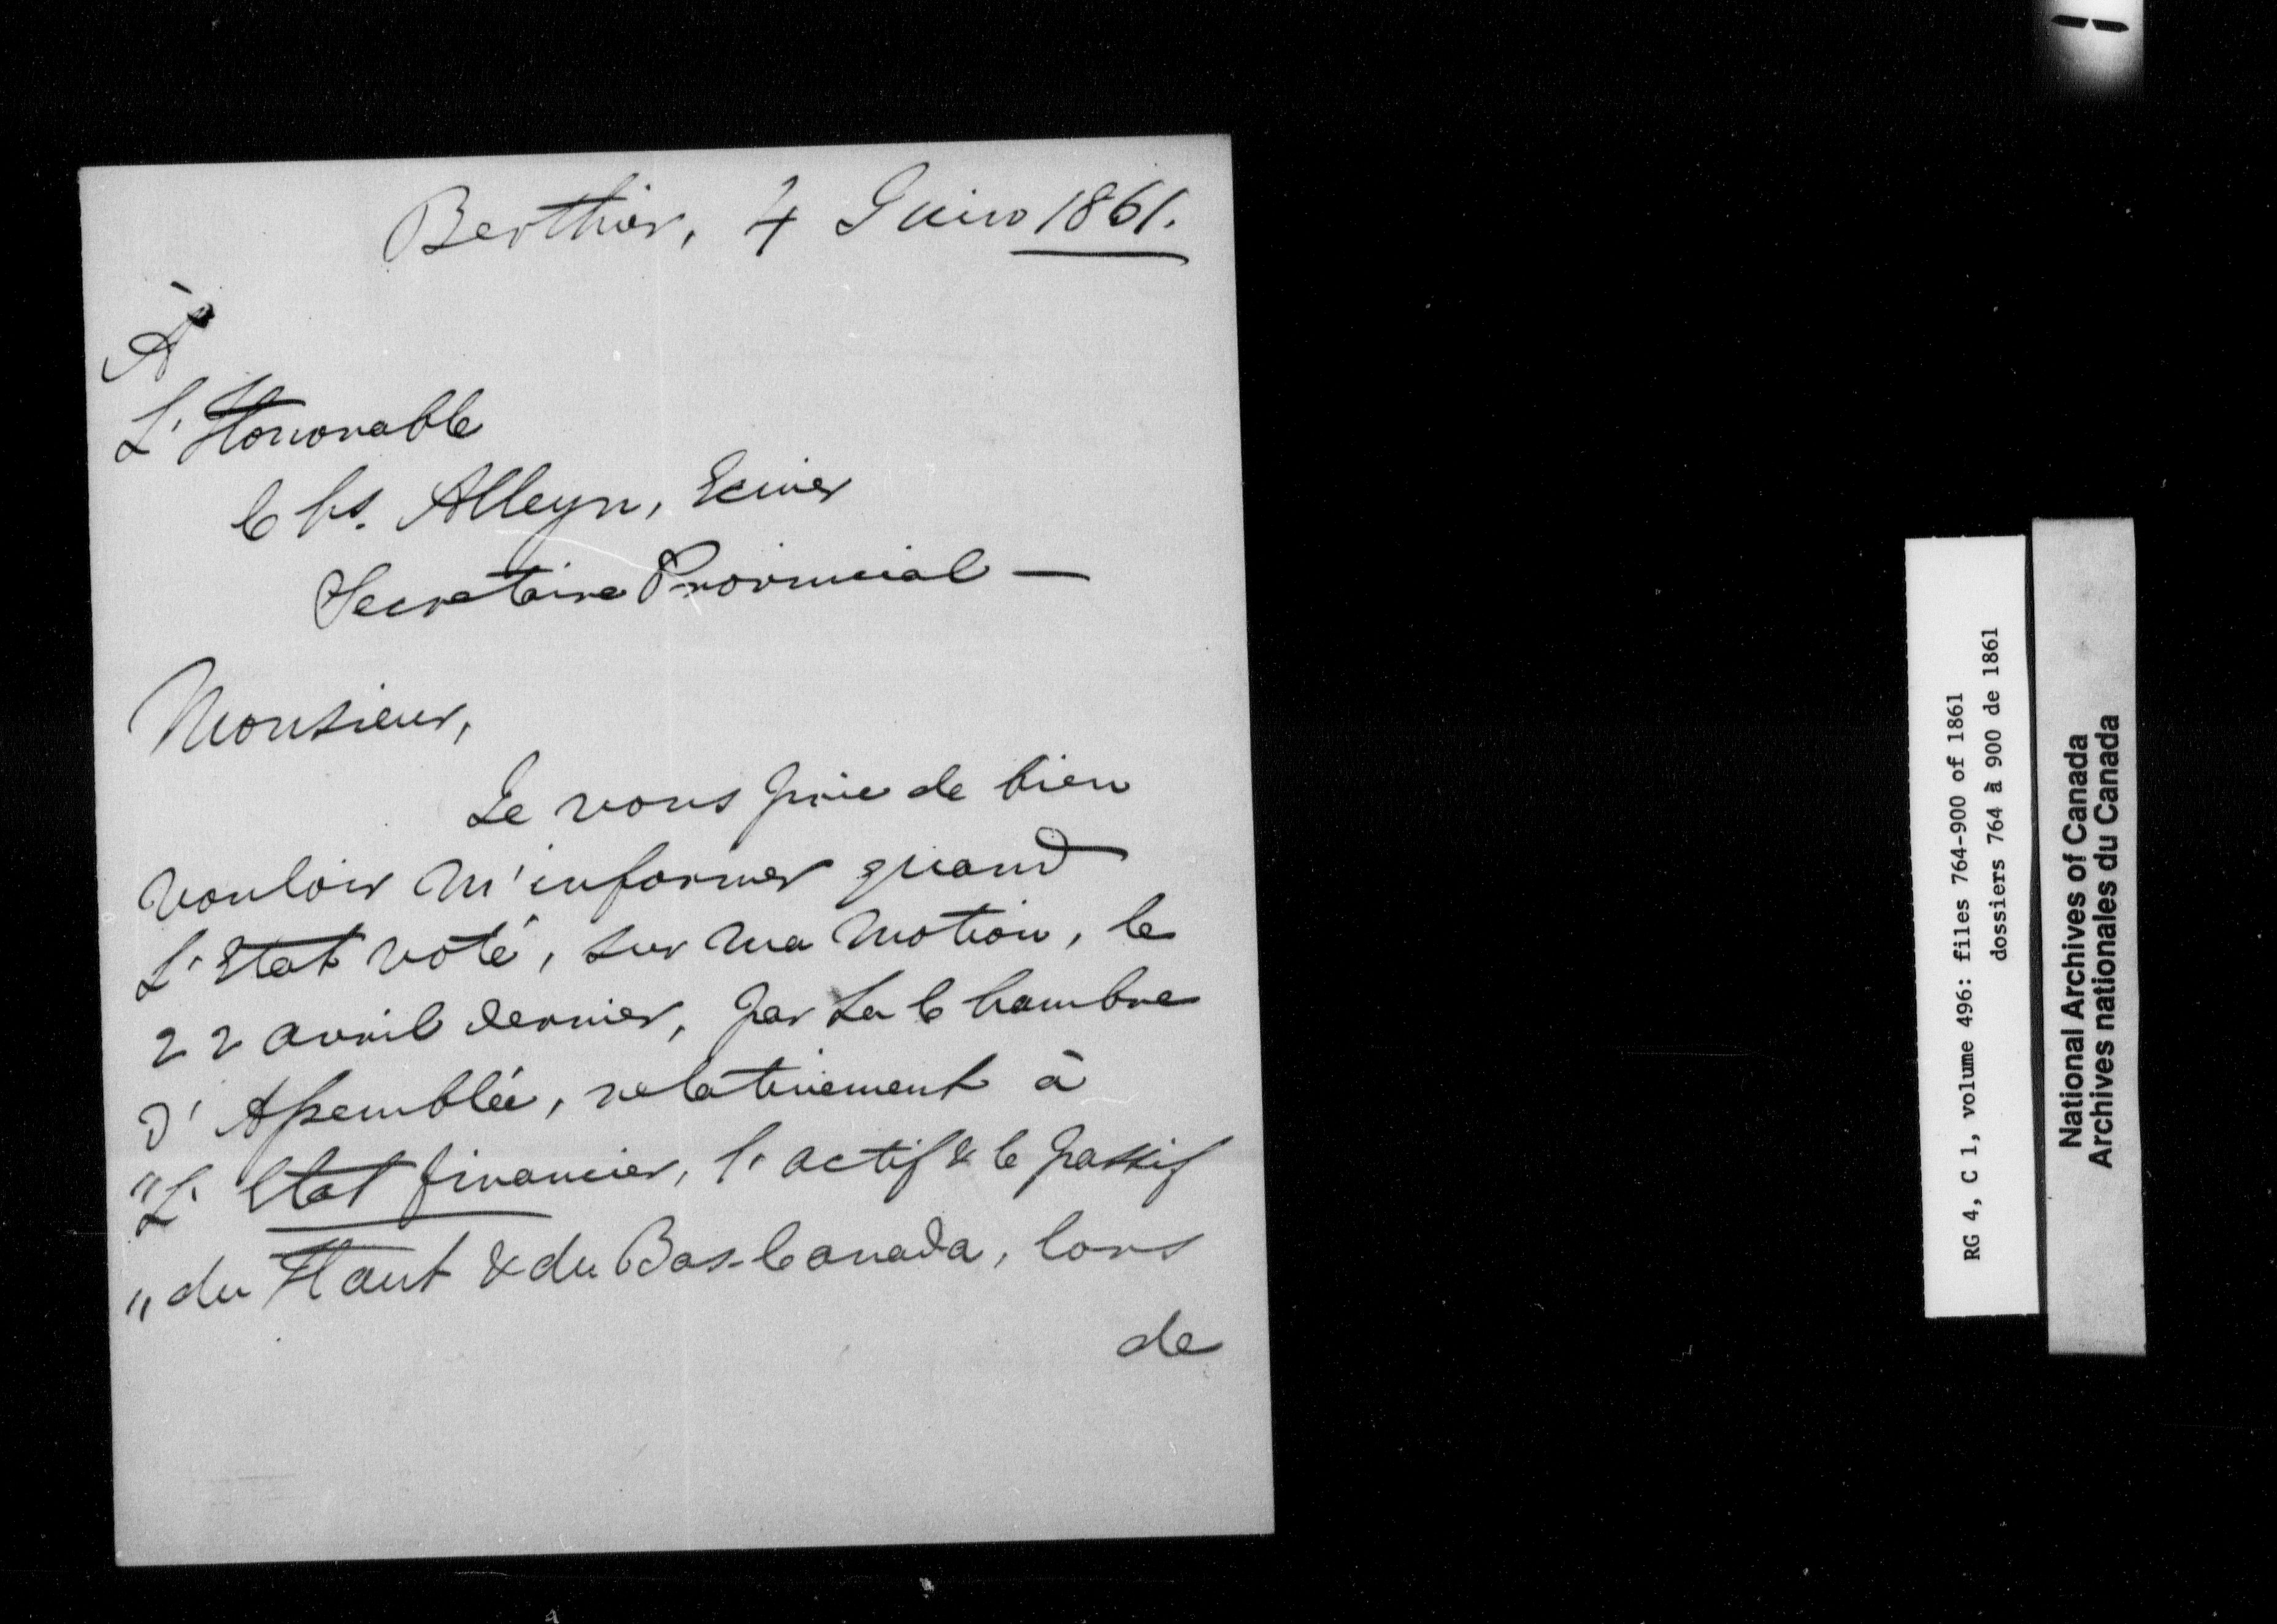 Berthier, 4 Juin 1861.
À
L'Honorable
Chs. Alleyn, Ecuier
Secretaire Provincial —
Monsieur,
Je vous prie de bien
vouloir m'informer quand
L'Etat voté, sur ma motion, le
22 avril dernier, par La Chambre
d'Assemblée, relativement à
"L'Etat financier, l'actif & le passif
"du Haut & du Bas-Canada, lors
de
RG 4, C 1, volume 496: files 764-900 of 1861
dossiers 764 à 900 de 1861
National Archives of Canada
Archives nationales du Canada